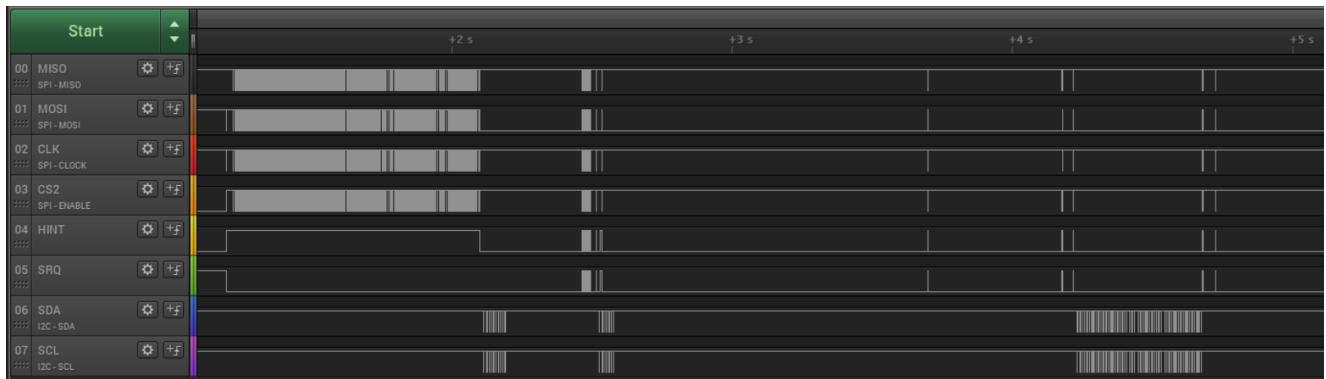 Start
+2 s
+3 s
+4 s
+5 s
00 MISO
SPI - MISO
01 MOSI
SPI - MOSI
02 CLK
SPI - CLOCK
03 CS2
SPI - ENABLE
04 HINT
05 SRQ
06 SDA
I2C - SDA
07 SCL
I2C - SCL